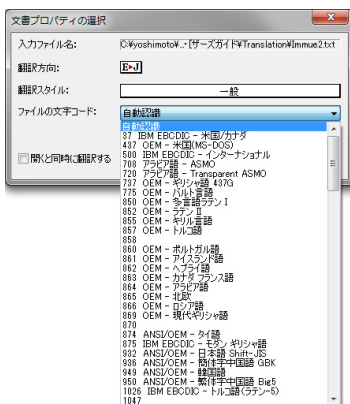 文書プロパティの選択
入力ファイル名:
C:¥yoshimoto¥...[ザーズガイド¥Translation¥Immue2.txt
翻訳方向:
E▸J
翻訳スタイル:
一般
ファイルの文字コード:
自動認識
開くと同時に翻訳する
自動認識
37 IBM EBCDIC - 米国/カナダ
437 OEM - 米国(MS-DOS)
500 IBM EBCDIC - インターナショナル
708 アラビア語 - ASMO
720 アラビア語 - Transparent ASMO
737 OEM - ギリシャ語 437G
775 OEM - バルト言語
850 OEM - 多言語ラテン I
852 OEM - ラテン II
855 OEM - キリル言語
857 OEM - トルコ語
858
860 OEM - ポルトガル語
861 OEM - アイスランド語
862 OEM - ヘブライ語
863 OEM - カナダ フランス語
864 OEM - アラビア語
865 OEM - 北欧
866 OEM - ロシア語
869 OEM - 現代ギリシャ語
870
874 ANSI/OEM - タイ語
875 IBM EBCDIC - モダン ギリシャ語
932 ANSI/OEM - 日本語 Shift-JIS
936 ANSI/OEM - 簡体字中国語 GBK
949 ANSI/OEM - 韓国語
950 ANSI/OEM - 繁体字中国語 Big5
1026 IBM EBCDIC - トルコ語(ラテン-5)
1047